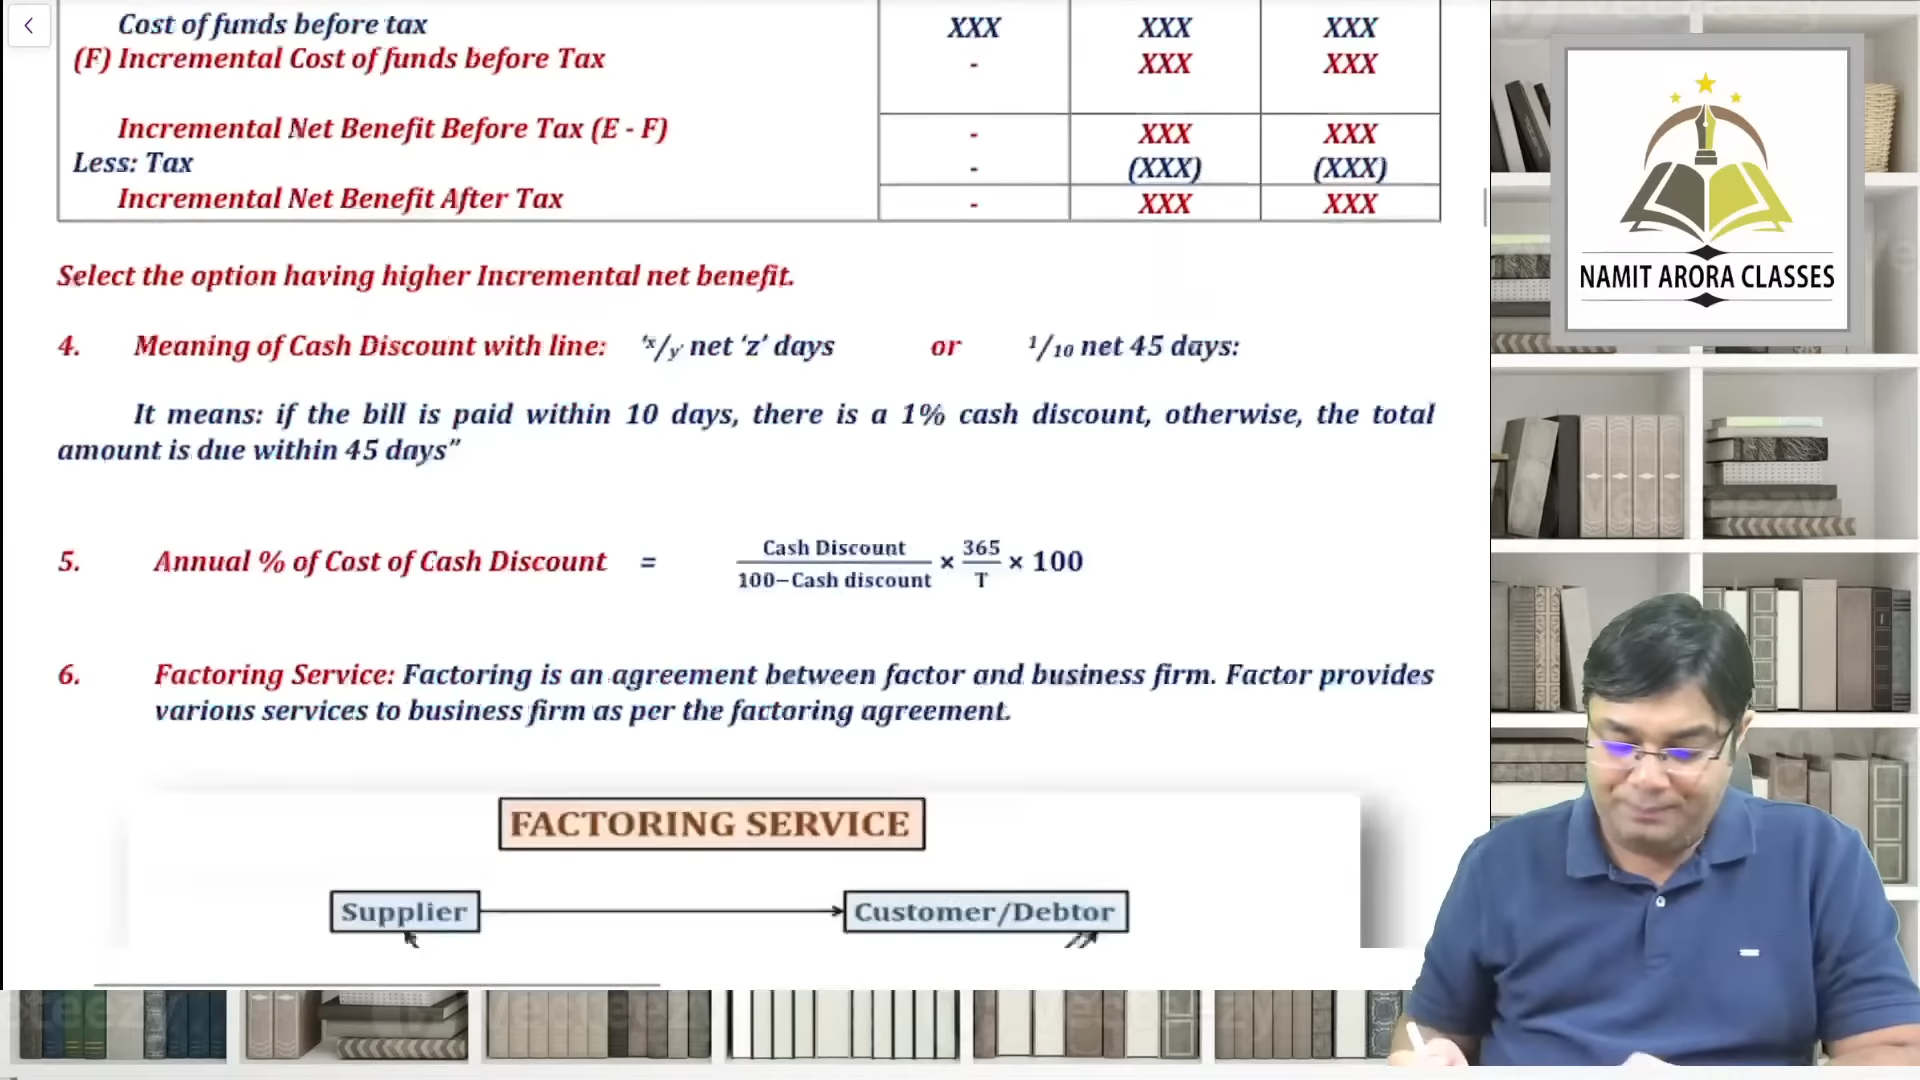 Cost of funds before tax XXX XXX XXX
(F) Incremental Cost of funds before Tax - XXX XXX
Incremental Net Benefit Before Tax (E - F) - XXX XXX
Less: Tax - (XXX) (XXX)
Incremental Net Benefit After Tax - XXX XXX
Select the option having higher Incremental net benefit.
4. Meaning of Cash Discount with line: 'x/y' net 'z' days or 1/10 net 45 days:
It means: if the bill is paid within 10 days, there is a 1% cash discount, otherwise, the total
amount is due within 45 days"
5. Annual % of Cost of Cash Discount = Cash Discount / 100−Cash discount × 365 / T × 100
6. Factoring Service: Factoring is an agreement between factor and business firm. Factor provides
various services to business firm as per the factoring agreement.
FACTORING SERVICE
Supplier Customer/Debtor
NAMIT ARORA CLASSES